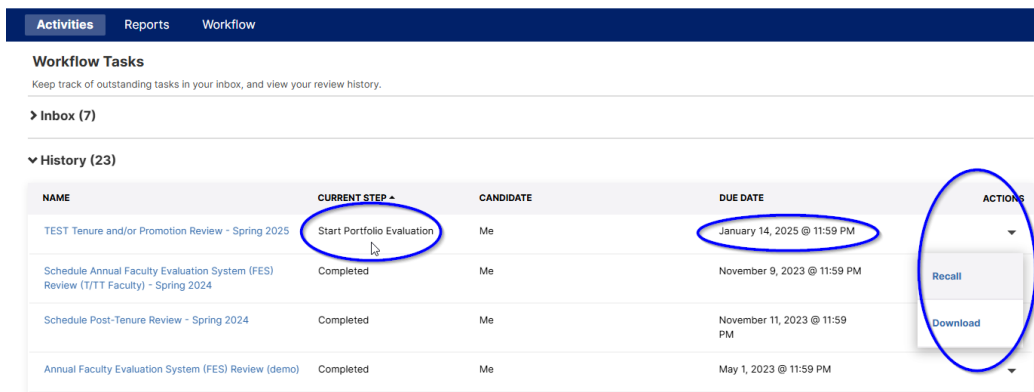 Activities Reports Workflow
Workflow Tasks
Keep track of outstanding tasks in your inbox, and view your review history.
Inbox (7)
History (23)
NAME CURRENT STEP CANDIDATE DUE DATE ACTIONS
TEST Tenure and/or Promotion Review - Spring 2025 Start Portfolio Evaluation Me January 14, 2025 @ 11:59 PM
Schedule Annual Faculty Evaluation System (FES) Completed Me November 9, 2023 @ 11:59 PM Recall
Review (T/TT Faculty) - Spring 2024
Schedule Post-Tenure Review - Spring 2024 Completed Me November 11, 2023 @ 11:59 Download
PM
Annual Faculty Evaluation System (FES) Review (demo) Completed Me May 1, 2023 @ 11:59 PM